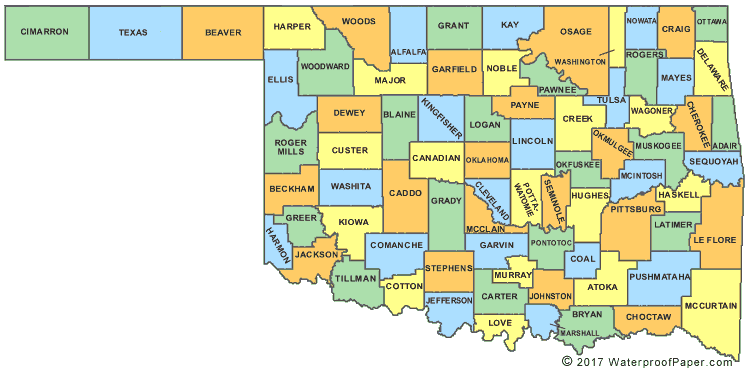 CIMARRON
TEXAS
BEAVER
HARPER
WOODS
ALFALFA
GRANT
KAY
OSAGE
WASHINGTON
NOWATA
CRAIG
OTTAWA
ELLIS
WOODWARD
MAJOR
GARFIELD
NOBLE
PAWNEE
ROGERS
MAYES
DELAWARE
DEWEY
BLAINE
KINGFISHER
LOGAN
PAYNE
CREEK
TULSA
WAGONER
CHEROKEE
ADAIR
ROGER
MILLS
CUSTER
CANADIAN
OKLAHOMA
LINCOLN
OKFUSKEE
OKMULGEE
MUSKOGEE
SEQUOYAH
BECKHAM
WASHITA
CADDO
GRADY
CLEVELAND
POTTA-
WATOMIE
SEMINOLE
HUGHES
MCINTOSH
HASKELL
GREER
KIOWA
MCCLAIN
PITTSBURG
LATIMER
LE FLORE
HARMON
JACKSON
COMANCHE
GARVIN
PONTOTOC
COAL
TILLMAN
COTTON
STEPHENS
MURRAY
JOHNSTON
ATOKA
PUSHMATAHA
MCCURTAIN
JEFFERSON
CARTER
LOVE
MARSHALL
BRYAN
CHOCTAW
© 2017 WaterproofPaper.com